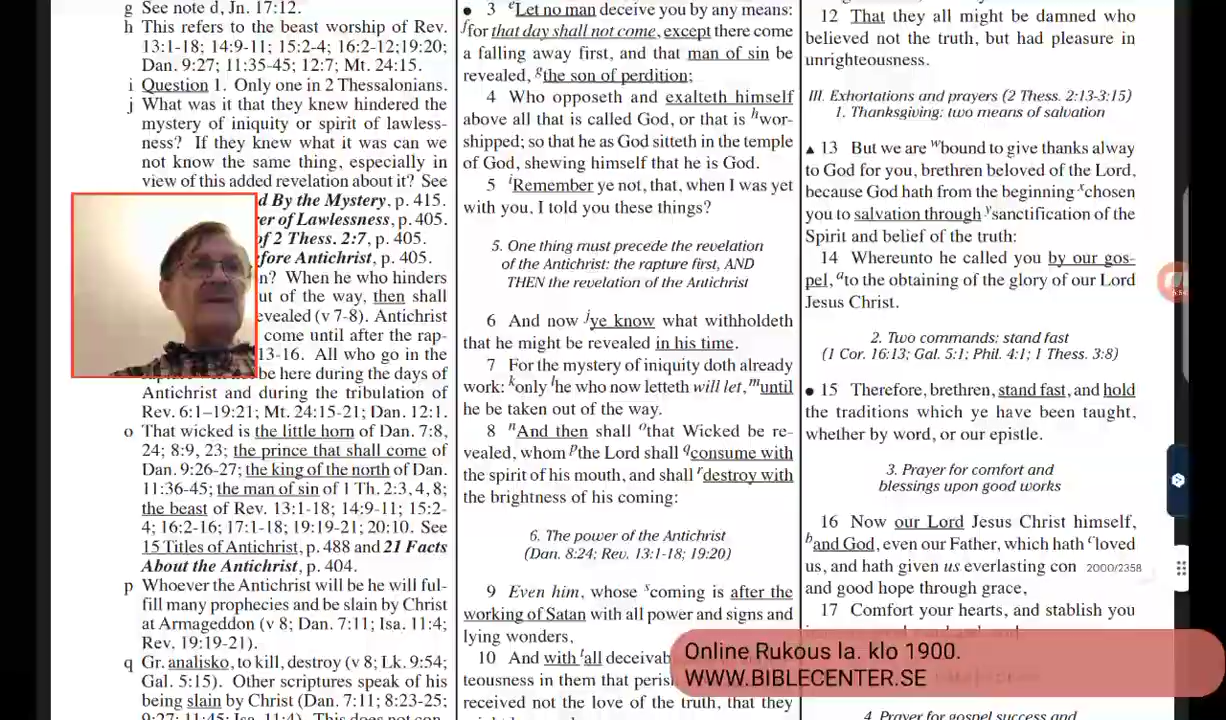 g See note d, Jn. 17:12.
h This refers to the beast worship of Rev.
13:1-18; 14:9-11; 15:2-4; 16:2-12;19:20;
Dan. 9:27; 11:35-45; 12:7; Mt. 24:15.
i Question 1. Only one in 2 Thessalonians.
j What was it that they knew hindered the
mystery of iniquity or spirit of lawless-
ness? If they knew what it was can we
not know the same thing, especially in
view of this added revelation about it? See
d By the Mystery, p. 415.
er of Lawlessness, p. 405.
of 2 Thess. 2:7, p. 405.
fore Antichrist, p. 405.
n? When he who hinders
ut of the way, then shall
evealed (v 7-8). Antichrist
come until after the rap-
13-16. All who go in the
be here during the days of
Antichrist and during the tribulation of
Rev. 6:1–19:21; Mt. 24:15-21; Dan. 12:1.
o That wicked is the little horn of Dan. 7:8,
24; 8:9, 23; the prince that shall come of
Dan. 9:26-27; the king of the north of Dan.
11:36-45; the man of sin of 1 Th. 2:3, 4, 8;
the beast of Rev. 13:1-18; 14:9-11; 15:2-
4; 16:2-16; 17:1-18; 19:19-21; 20:10. See
15 Titles of Antichrist, p. 488 and 21 Facts
About the Antichrist, p. 404.
p Whoever the Antichrist will be he will ful-
fill many prophecies and be slain by Christ
at Armageddon (v 8; Dan. 7:11; Isa. 11:4;
Rev. 19:19-21).
q Gr. analisko, to kill, destroy (v 8; Lk. 9:54;
Gal. 5:15). Other scriptures speak of his
being slain by Christ (Dan. 7:11; 8:23-25;
9:27; 11:45; Isa. 11:4). This does not con-
● 3 eLet no man deceive you by any means:
ffor that day shall not come, except there come
a falling away first, and that man of sin be
revealed, gthe son of perdition;
4 Who opposeth and exalteth himself
above all that is called God, or that is hwor-
shipped; so that he as God sitteth in the temple
of God, shewing himself that he is God.
5 iRemember ye not, that, when I was yet
with you, I told you these things?
5. One thing must precede the revelation
of the Antichrist: the rapture first, AND
THEN the revelation of the Antichrist
6 And now jye know what withholdeth
that he might be revealed in his time.
7 For the mystery of iniquity doth already
work: konly lhe who now letteth will let, muntil
he be taken out of the way.
8 nAnd then shall othat Wicked be re-
vealed, whom pthe Lord shall qconsume with
the spirit of his mouth, and shall rdestroy with
the brightness of his coming:
6. The power of the Antichrist
(Dan. 8:24; Rev. 13:1-18; 19:20)
9 Even him, whose scoming is after the
working of Satan with all power and signs and
lying wonders,
10 And with tall deceivab
teousness in them that peris
received not the love of the truth, that they
12 That they all might be damned who
believed not the truth, but had pleasure in
unrighteousness.
III. Exhortations and prayers (2 Thess. 2:13-3:15)
1. Thanksgiving: two means of salvation
▲ 13 But we are wbound to give thanks alway
to God for you, brethren beloved of the Lord,
because God hath from the beginning xchosen
you to salvation through ysanctification of the
Spirit and belief of the truth:
14 Whereunto he called you by our gos-
pel, ato the obtaining of the glory of our Lord
Jesus Christ.
2. Two commands: stand fast
(1 Cor. 16:13; Gal. 5:1; Phil. 4:1; 1 Thess. 3:8)
● 15 Therefore, brethren, stand fast, and hold
the traditions which ye have been taught,
whether by word, or our epistle.
3. Prayer for comfort and
blessings upon good works
16 Now our Lord Jesus Christ himself,
band God, even our Father, which hath cloved
us, and hath given us everlasting con 2000/2358
and good hope through grace,
17 Comfort your hearts, and stablish you
4. Prayer for gospel success and
Online Rukous la. klo 1900.
WWW.BIBLECENTER.SE